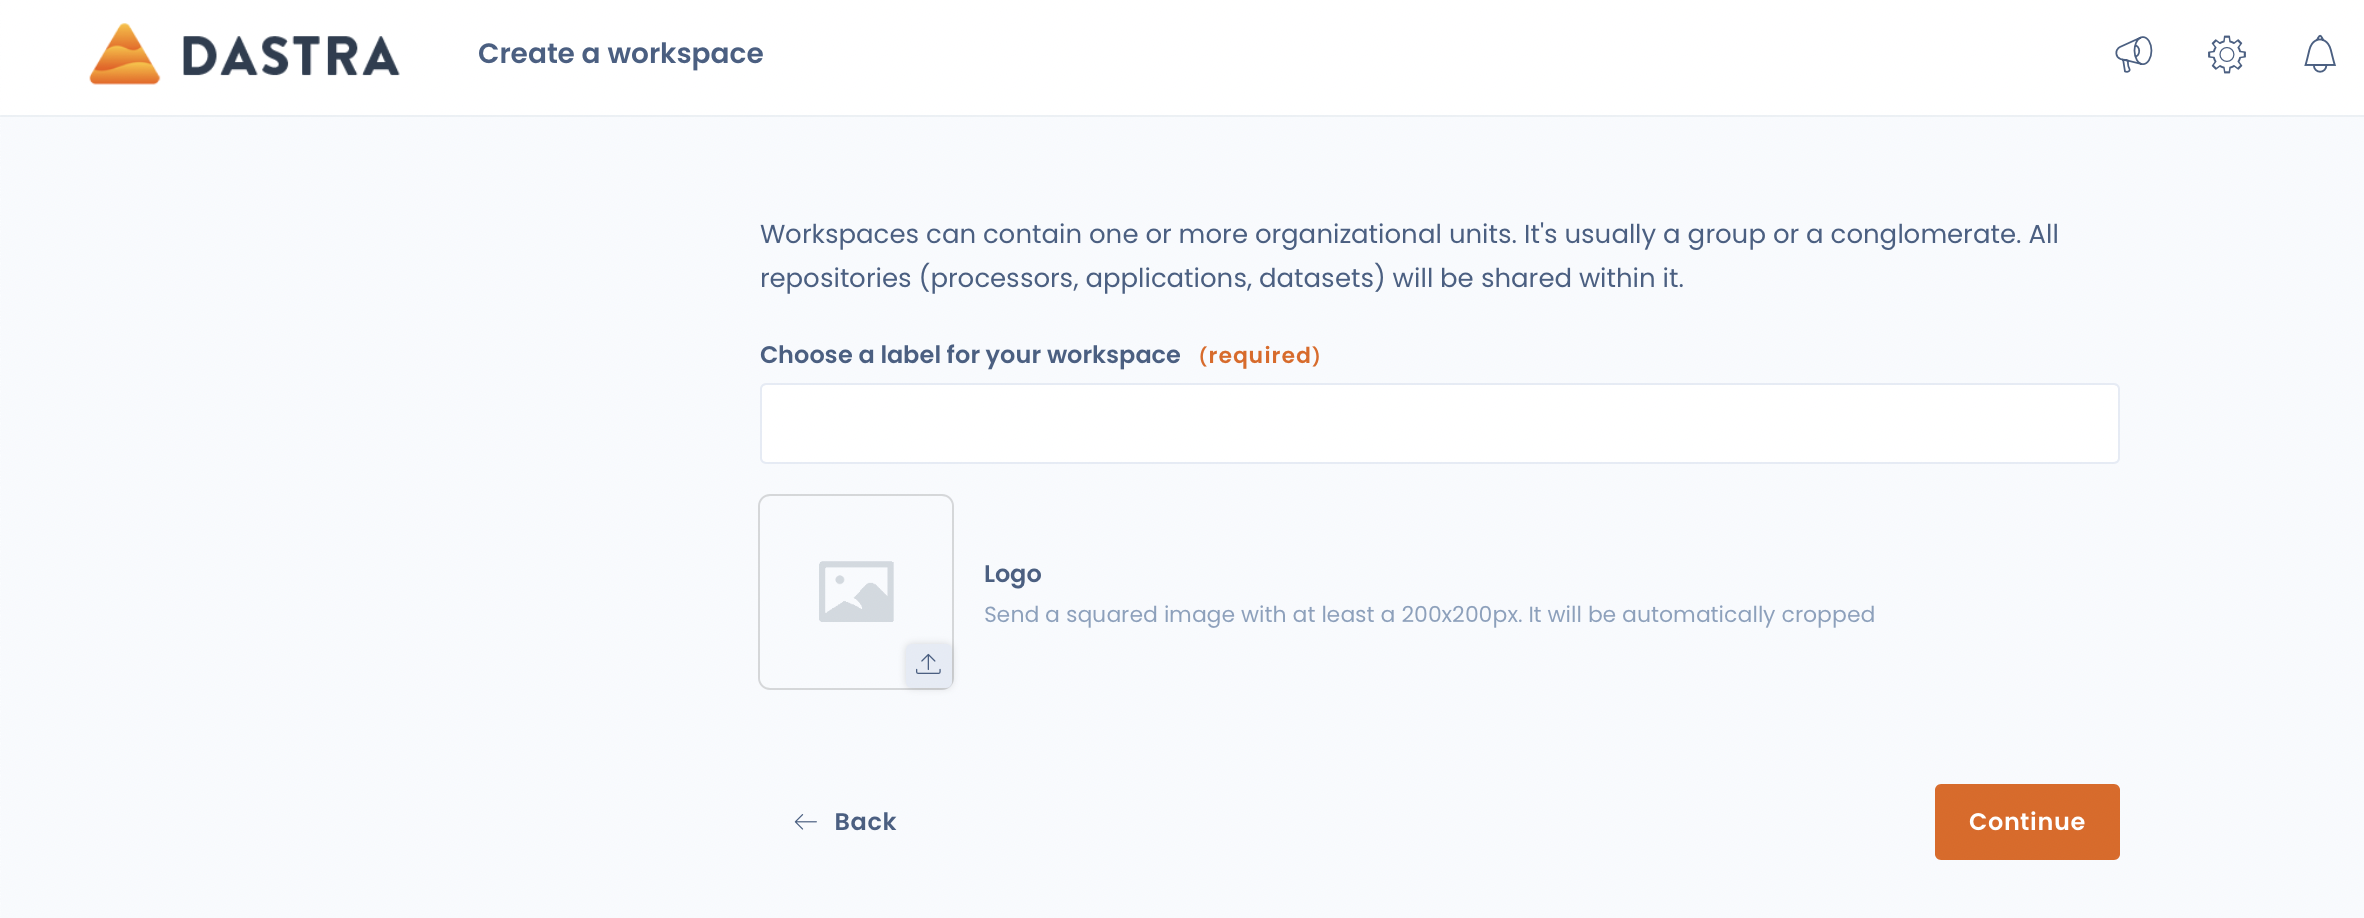 DASTRA
Create a workspace
Workspaces can contain one or more organizational units. It's usually a group or a conglomerate. All
repositories (processors, applications, datasets) will be shared within it.
Choose a label for your workspace (required)
Logo
Send a squared image with at least a 200x200px. It will be automatically cropped
Back
Continue